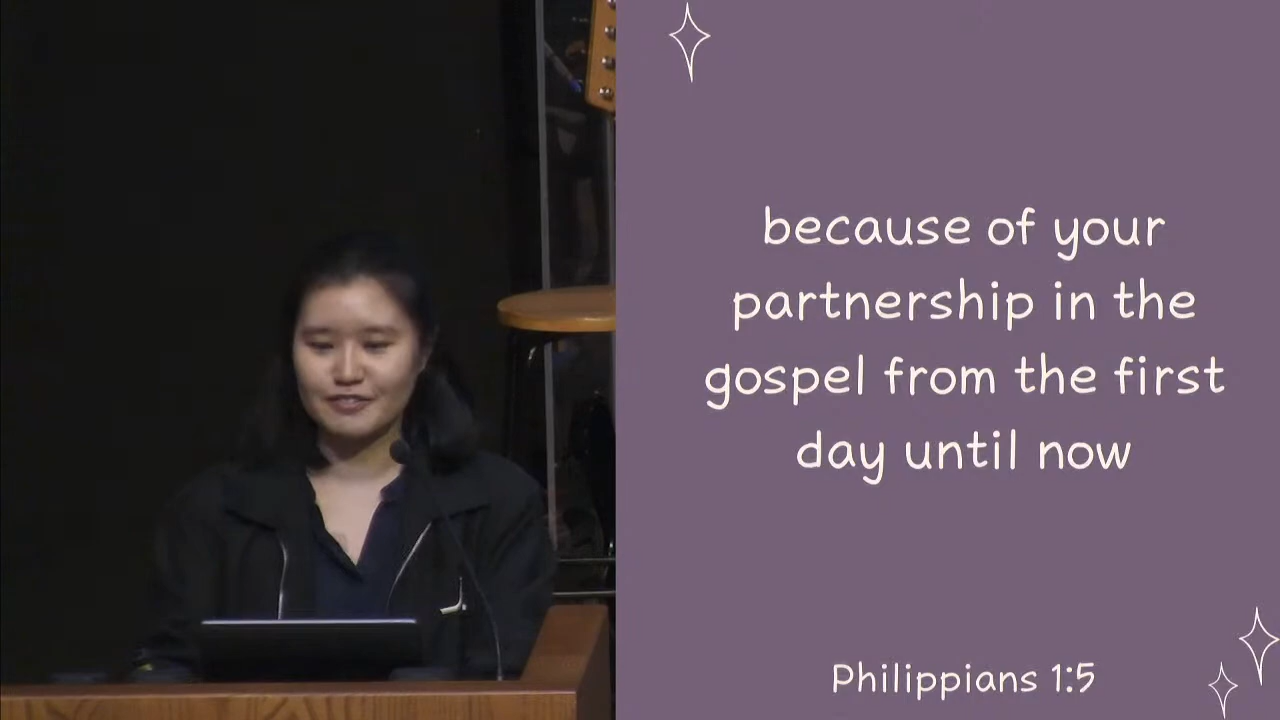 because of your
partnership in the
gospel from the first
day until now
Philippians 1:5